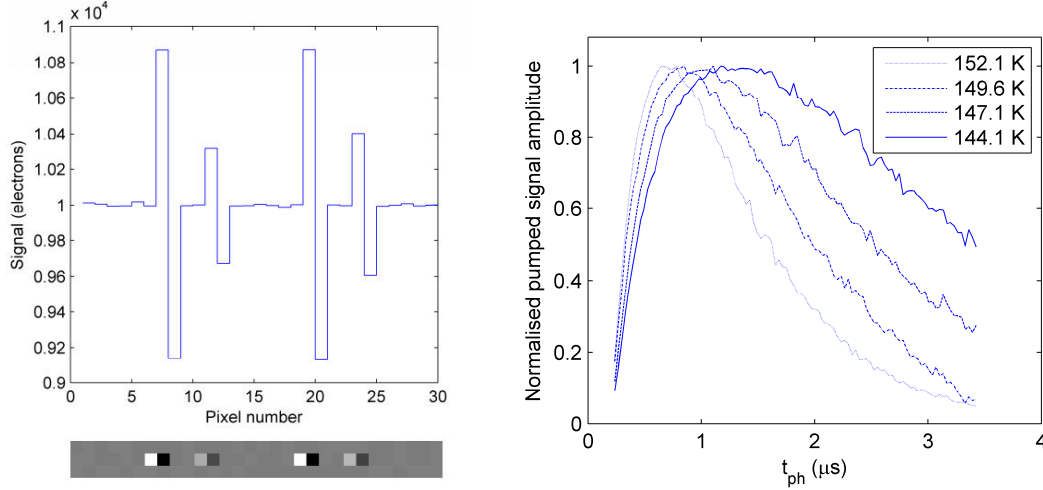 x 10⁴
1.1
1.08
1.06
1.04
1.02
1
0.98
0.96
0.94
0.92
0.9
Signal (electrons)
0 5 10 15 20 25 30
Pixel number
1
0.8
0.6
0.4
0.2
0
Normalised pumped signal amplitude
152.1 K
149.6 K
147.1 K
144.1 K
0 1 2 3 4
t_ph (μs)